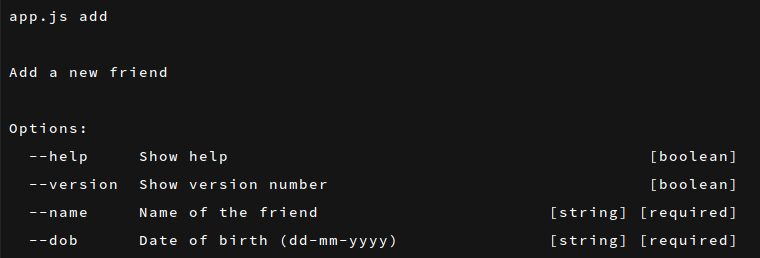 app.js add
Add a new friend
Options:
--help Show help [boolean]
--version Show version number [boolean]
--name Name of the friend [string] [required]
--dob Date of birth (dd-mm-yyyy) [string] [required]